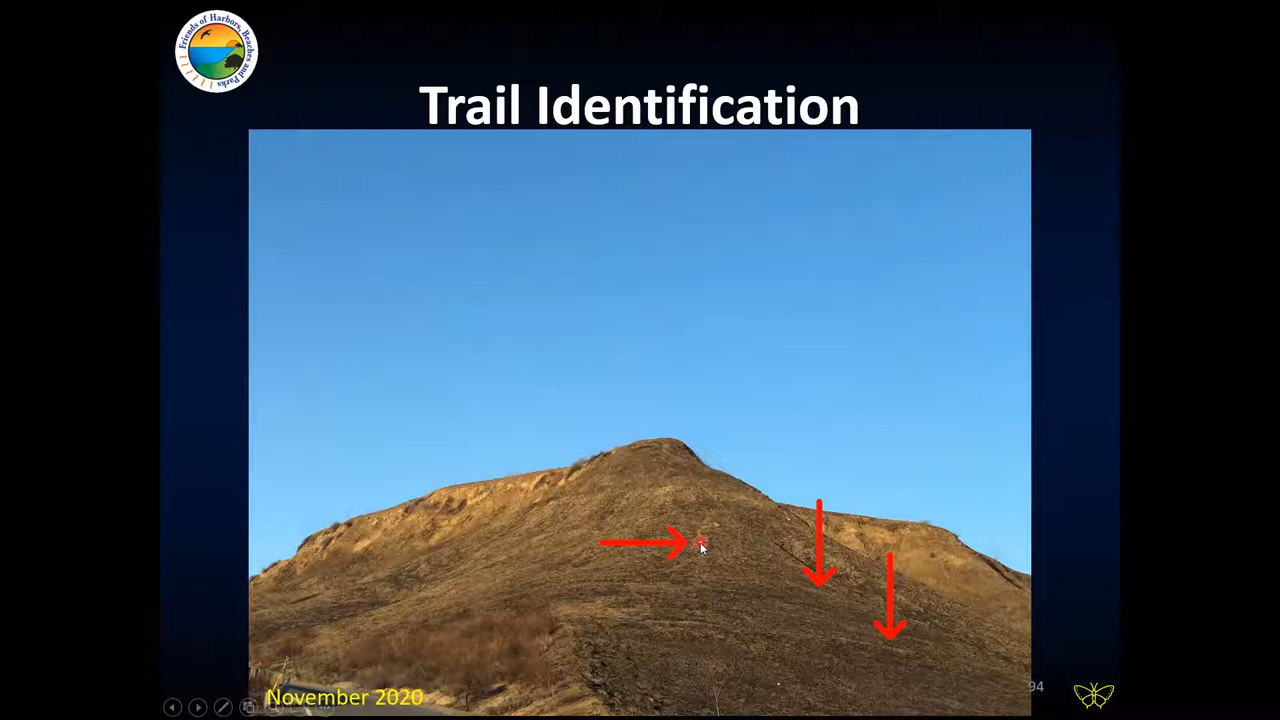 Friends of Harbors, Beaches and Parks
Trail Identification
November 2020
94